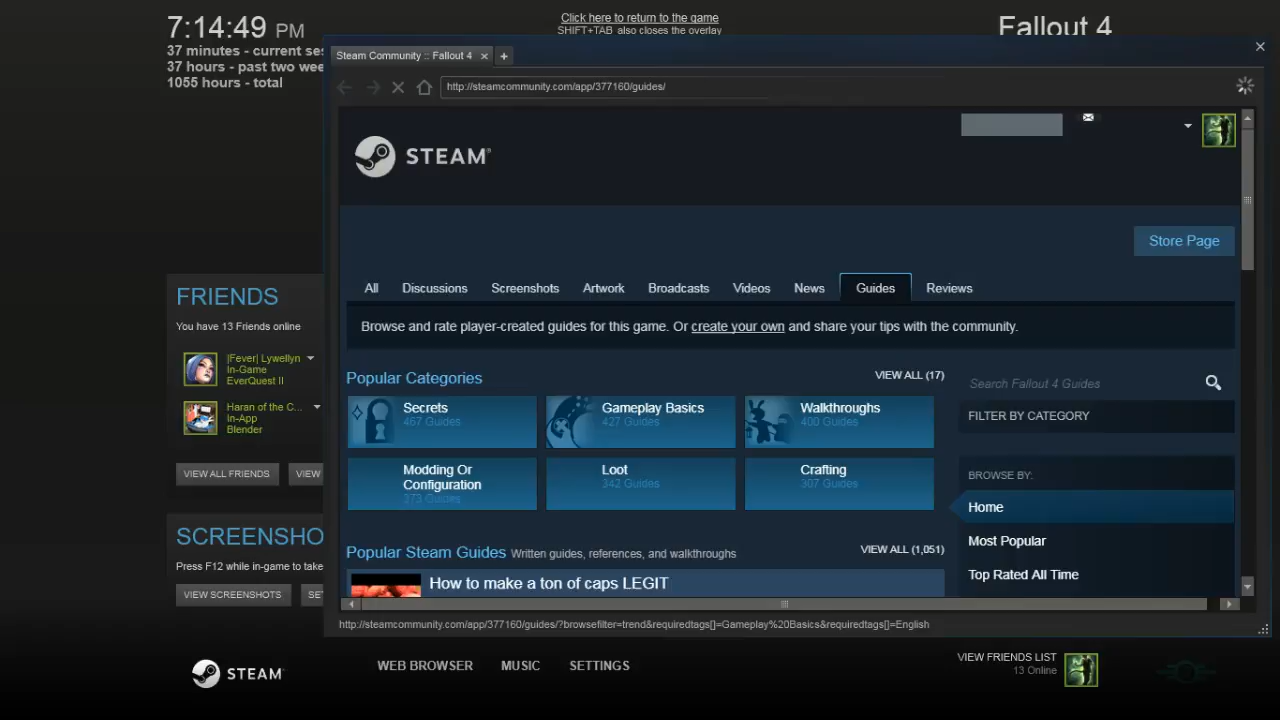 7:14:49 PM
37 minutes - current ses
37 hours - past two wee
1055 hours - total
Click here to return to the game
SHIFT+TAB also closes the overlay
Fallout 4
Steam Community :: Fallout 4
http://steamcommunity.com/app/377160/guides/
STEAM
Store Page
All Discussions Screenshots Artwork Broadcasts Videos News Guides Reviews
Browse and rate player-created guides for this game. Or create your own and share your tips with the community.
Popular Categories VIEW ALL (17)
Secrets
467 Guides
Gameplay Basics
427 Guides
Walkthroughs
400 Guides
Modding Or
Configuration
373 Guides
Loot
342 Guides
Crafting
307 Guides
Popular Steam Guides Written guides, references, and walkthroughs VIEW ALL (1,051)
How to make a ton of caps LEGIT
Search Fallout 4 Guides
FILTER BY CATEGORY
BROWSE BY:
Home
Most Popular
Top Rated All Time
http://steamcommunity.com/app/377160/guides/?browsefilter=trend&requiredtags[]=Gameplay%20Basics&requiredtags[]=English
FRIENDS
You have 13 Friends online
|Fever| Lywellyn
In-Game
EverQuest II
Haran of the C...
In-App
Blender
VIEW ALL FRIENDS VIEW
SCREENSHO
Press F12 while in-game to take
VIEW SCREENSHOTS SET
STEAM
WEB BROWSER MUSIC SETTINGS
VIEW FRIENDS LIST
13 Online